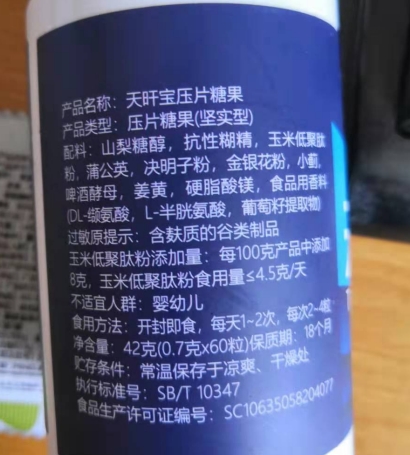 产品名称：天旰宝压片糖果
产品类型：压片糖果(坚实型)
配料：山梨糖醇，抗性糊精，玉米低聚肽
粉，蒲公英，决明子粉，金银花粉，小蓟，
啤酒酵母，姜黄，硬脂酸镁，食品用香料
(DL-缬氨酸，L-半胱氨酸，葡萄籽提取物)
过敏原提示：含麸质的谷类制品
玉米低聚肽粉添加量：每100克产品中添加
8克，玉米低聚肽粉食用量≤4.5克/天
不适宜人群：婴幼儿
食用方法：开封即食，每天1~2次，每次2~4粒
净含量：42克(0.7克x60粒)保质期：18个月
贮存条件：常温保存于凉爽、干燥处
执行标准号：SB/T 10347
食品生产许可证编号：SC10635058204077